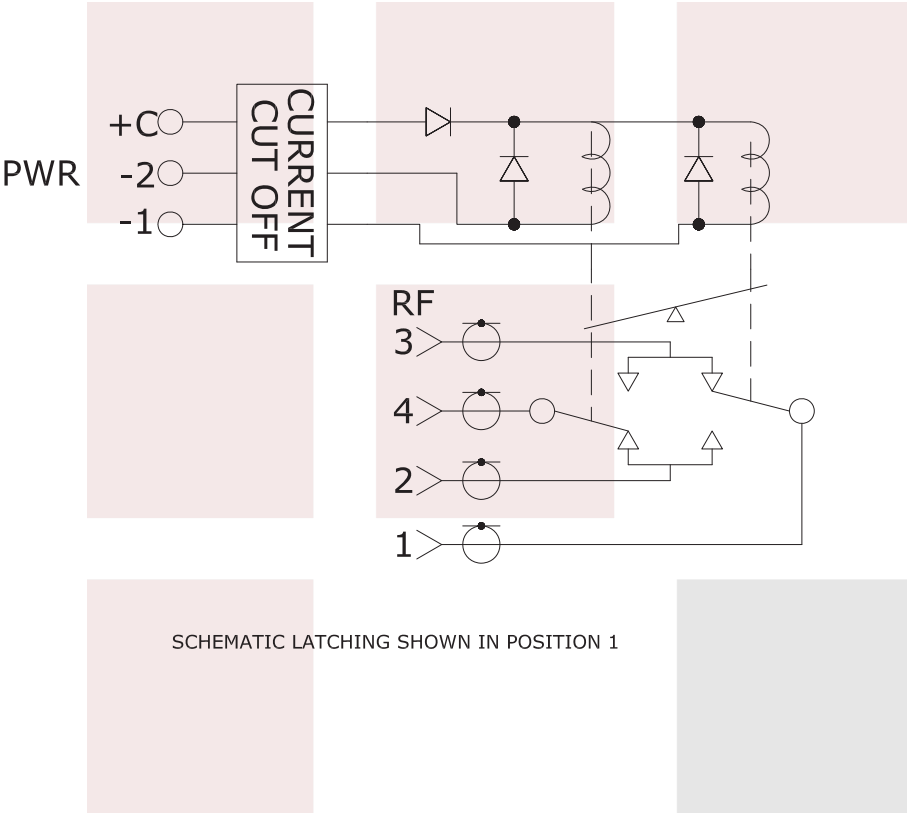 +C
PWR
-2
-1
CURRENT
CUT OFF
RF
3
4
2
1
SCHEMATIC LATCHING SHOWN IN POSITION 1